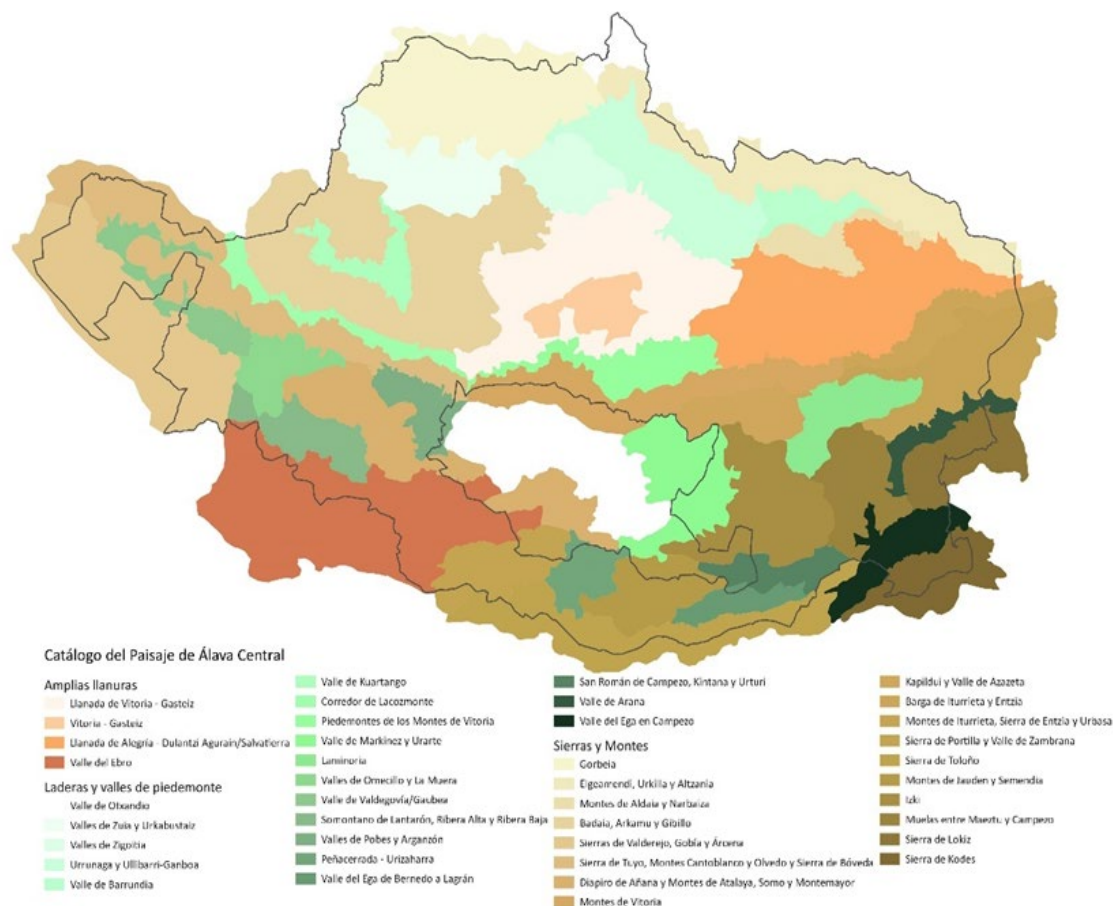 Catálogo del Paisaje de Álava Central
Amplias llanuras
Llanada de Vitoria - Gasteiz
Vitoria - Gasteiz
Llanada de Alegría - Dulantzi Agurain/Salvatierra
Valle del Ebro
Laderas y valles de piedemonte
Valle de Otxandio
Valles de Zuia y Urkabustaiz
Valles de Zigoitia
Urrunaga y Ullibarri-Ganboa
Valle de Barrundia
Valle de Kuartango
Corredor de Lacozmonte
Piedemontes de los Montes de Vitoria
Valle de Markínez y Urarte
Laminoria
Valles de Omecillo y La Muera
Valle de Valdegovía/Gaubea
Somontano de Lantarón, Ribera Alta y Ribera Baja
Valles de Pobes y Arganzón
Peñacerrada - Urizaharra
Valle del Ega de Bernedo a Lagrán
San Román de Campezo, Kintana y Urturi
Valle de Arana
Valle del Ega en Campezo
Sierras y Montes
Gorbeia
Elgeamendi, Urkilla y Altzania
Montes de Aldaia y Narbaiza
Badaia, Arkamu y Gibillo
Sierras de Valderejo, Gobía y Árcena
Sierra de Tuyo, Montes Cantoblanco y Olvedo y Sierra de Bóveda
Diapiro de Añana y Montes de Atalaya, Somo y Montemayor
Montes de Vitoria
Kapildui y Valle de Azazeta
Barga de Iturrieta y Entzia
Montes de Iturrieta, Sierra de Entzia y Urbasa
Sierra de Portilla y Valle de Zambrana
Sierra de Toloño
Montes de Jauden y Semendia
Izki
Muelas entre Maeztu y Campezo
Sierra de Lokiz
Sierra de Kodes